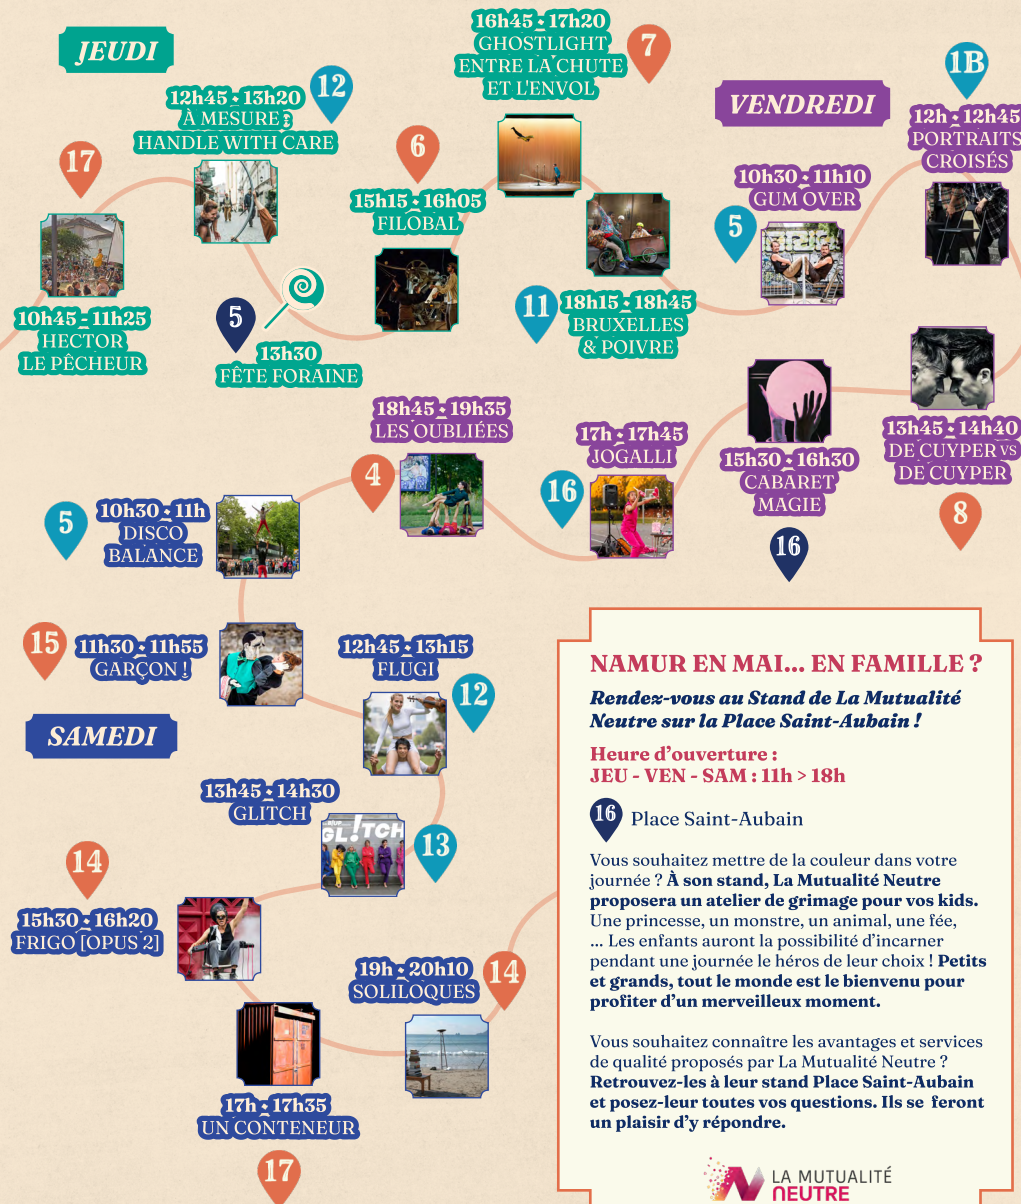 JEUDI
17
10h45 • 11h25
HECTOR
LE PÊCHEUR
12h45 • 13h20
12
À MESURE :
HANDLE WITH CARE
5
13h30
FÊTE FORAINE
6
15h15 • 16h05
FILOBAL
16h45 • 17h20
GHOSTLIGHT
ENTRE LA CHUTE
ET L'ENVOL
7
11
18h15 • 18h45
BRUXELLES
& POIVRE
VENDREDI
10h30 • 11h10
GUM OVER
5
1B
12h • 12h45
PORTRAITS
CROISÉS
13h45 • 14h40
DE CUYPER VS
DE CUYPER
8
15h30 • 16h30
CABARET
MAGIE
16
17h • 17h45
JOGALLI
16
18h45 • 19h35
LES OUBLIÉES
4
SAMEDI
5
10h30 • 11h
DISCO
BALANCE
15
11h30 • 11h55
GARÇON !
12h45 • 13h15
FLUGI
12
13h45 • 14h30
GLITCH
GL!TCH
13
14
15h30 • 16h20
FRIGO [OPUS 2]
17h • 17h35
UN CONTENEUR
17
19h • 20h10
SOLILOQUES
14
NAMUR EN MAI... EN FAMILLE ?
Rendez-vous au Stand de La Mutualité
Neutre sur la Place Saint-Aubain !
Heure d'ouverture :
JEU - VEN - SAM : 11h > 18h
16 Place Saint-Aubain
Vous souhaitez mettre de la couleur dans votre
journée ? À son stand, La Mutualité Neutre
proposera un atelier de grimage pour vos kids.
Une princesse, un monstre, un animal, une fée,
... Les enfants auront la possibilité d'incarner
pendant une journée le héros de leur choix ! Petits
et grands, tout le monde est le bienvenu pour
profiter d'un merveilleux moment.
Vous souhaitez connaître les avantages et services
de qualité proposés par La Mutualité Neutre ?
Retrouvez-les à leur stand Place Saint-Aubain
et posez-leur toutes vos questions. Ils se feront
un plaisir d'y répondre.
LA MUTUALITÉ
NEUTRE